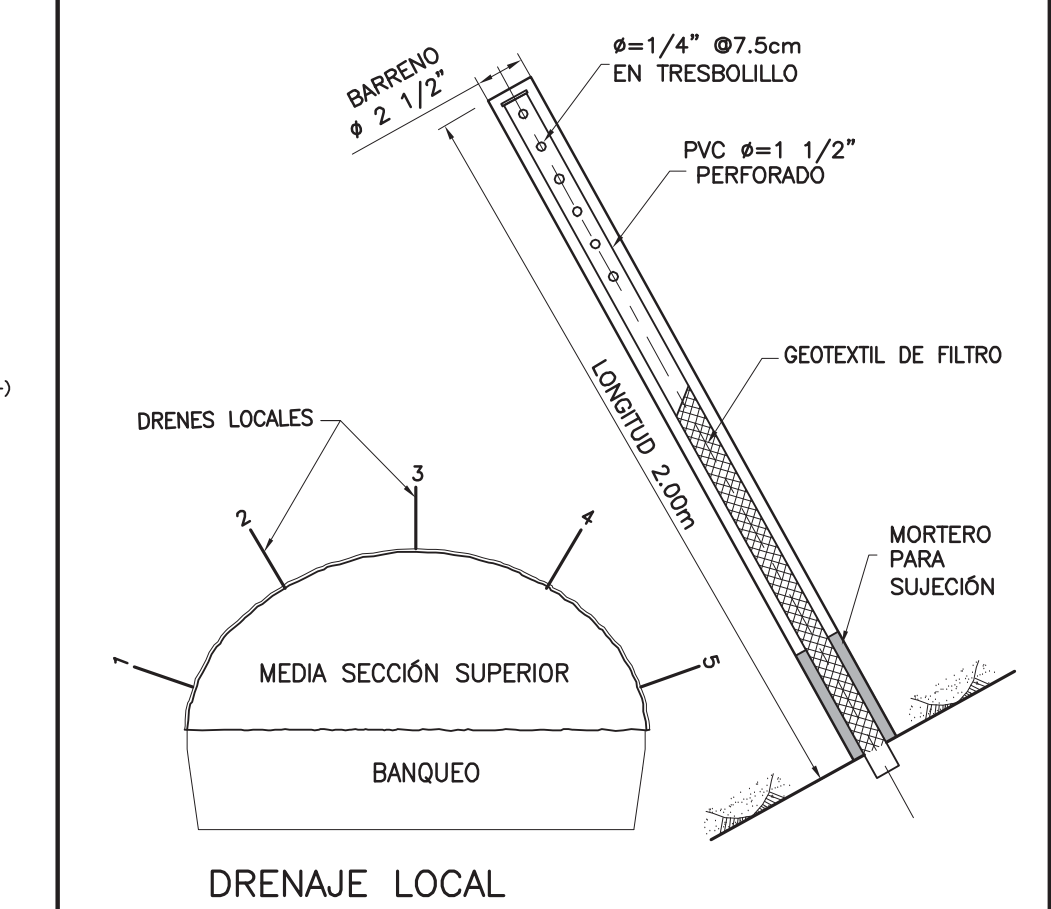 BARRENO
ϕ 2 1/2"
ø=1/4" @7.5cm
EN TRESBOLILLO
PVC ø=1 1/2"
PERFORADO
GEOTEXTIL DE FILTRO
LONGITUD 2.00m
MORTERO
PARA
SUJECIÓN
DRENES LOCALES
1
2
3
4
5
MEDIA SECCIÓN SUPERIOR
BANQUEO
DRENAJE LOCAL